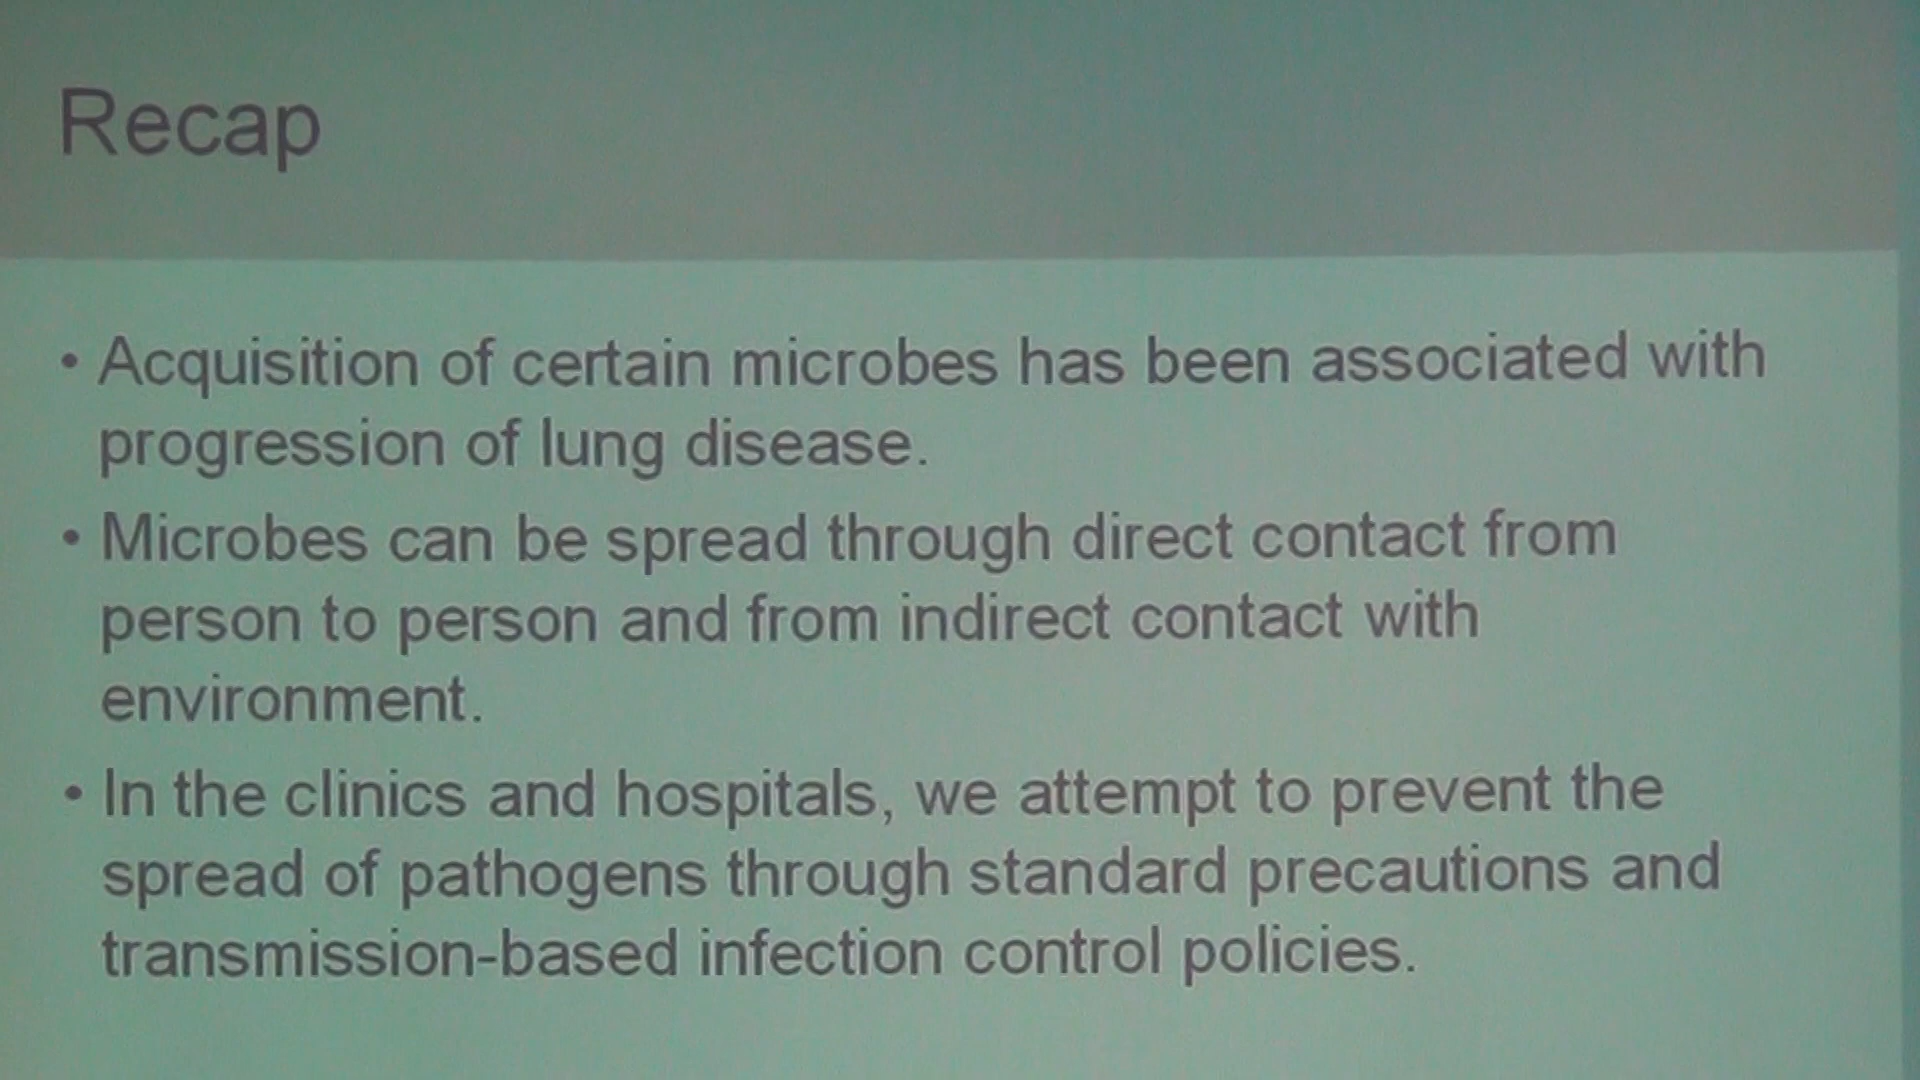 Recap
• Acquisition of certain microbes has been associated with
progression of lung disease.
• Microbes can be spread through direct contact from
person to person and from indirect contact with
environment.
• In the clinics and hospitals, we attempt to prevent the
spread of pathogens through standard precautions and
transmission-based infection control policies.